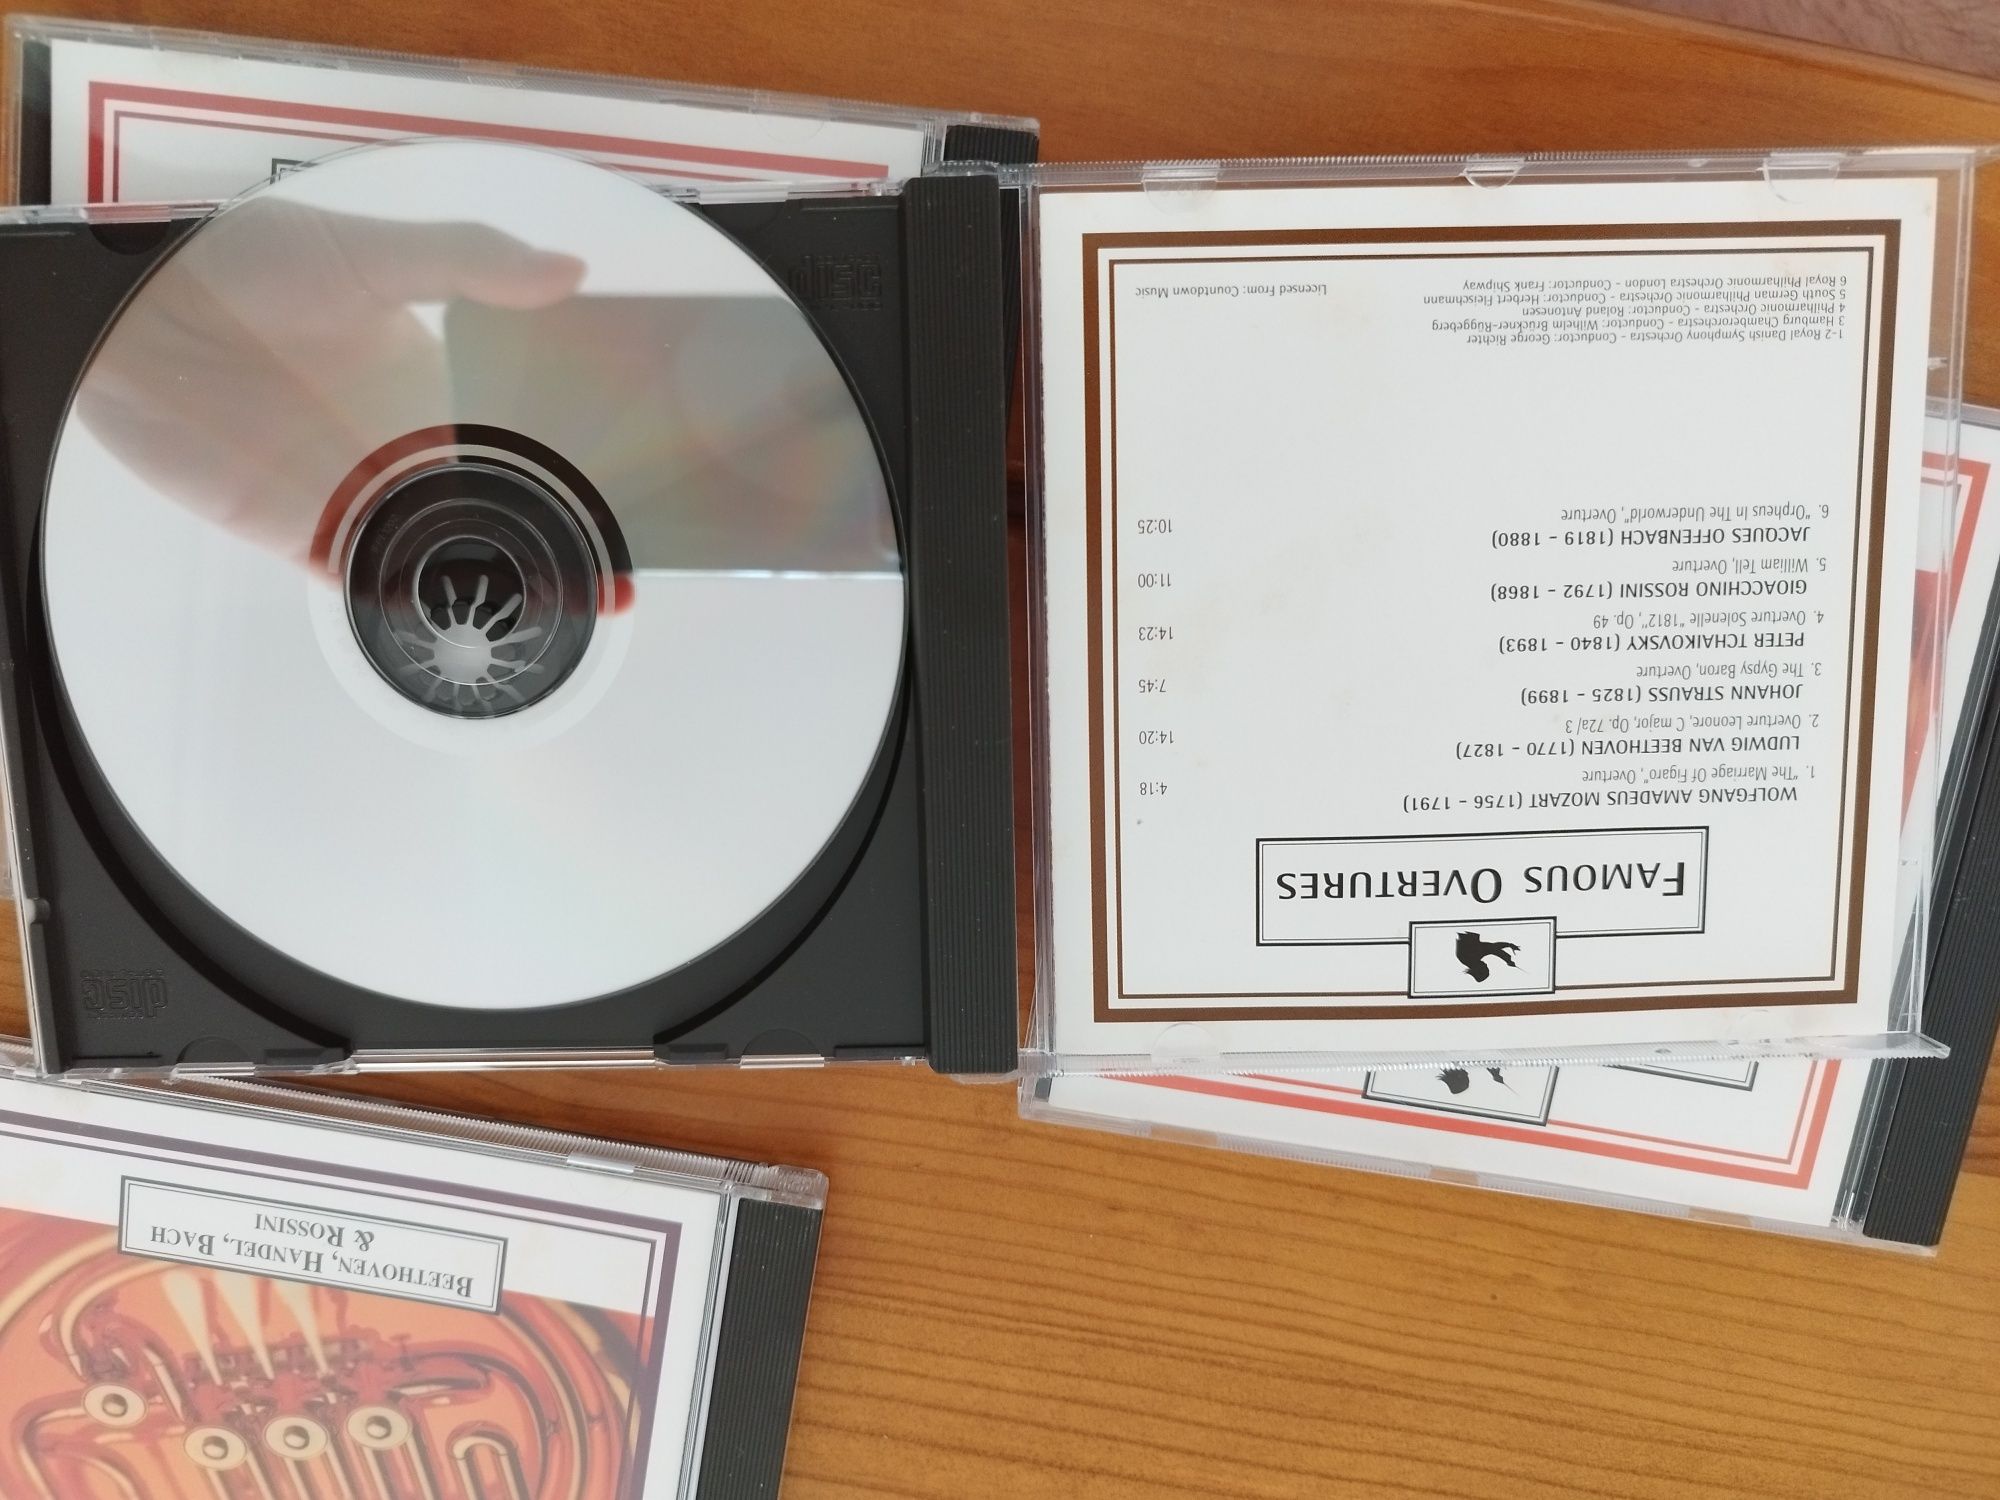 FAMOUS OVERTURES
WOLFGANG AMADEUS MOZART (1756 - 1791)
1. "The Marriage Of Figaro", Overture 4:18
LUDWIG VAN BEETHOVEN (1770 - 1827)
2. Overture Leonore, C major, Op. 72a/3 14:20
JOHANN STRAUSS (1825 - 1899)
3. The Gypsy Baron, Overture 7:45
PETER TCHAIKOVSKY (1840 - 1893)
4. Overture Solenelle "1812", Op. 49 14:23
GIOACCHINO ROSSINI (1792 - 1868)
5. William Tell, Overture 11:00
JACQUES OFFENBACH (1819 - 1880)
6. "Orpheus In The Underworld", Overture 10:25
1-2 Royal Danish Symphony Orchestra - Conductor: George Richter
3 Hamburg Chamberorchestra - Conductor: Wilhelm Brückner-Rüggeberg
4 Philharmonic Orchestra - Conductor: Roland Antonesen
5 South German Philharmonic Orchestra - Conductor: Herbert Fleischmann
6 Royal Philharmonic Orchestra London - Conductor: Frank Shipway
Licensed From: Countdown Music
BEETHOVEN, HANDEL, BACH
& ROSSINI
disc
disc